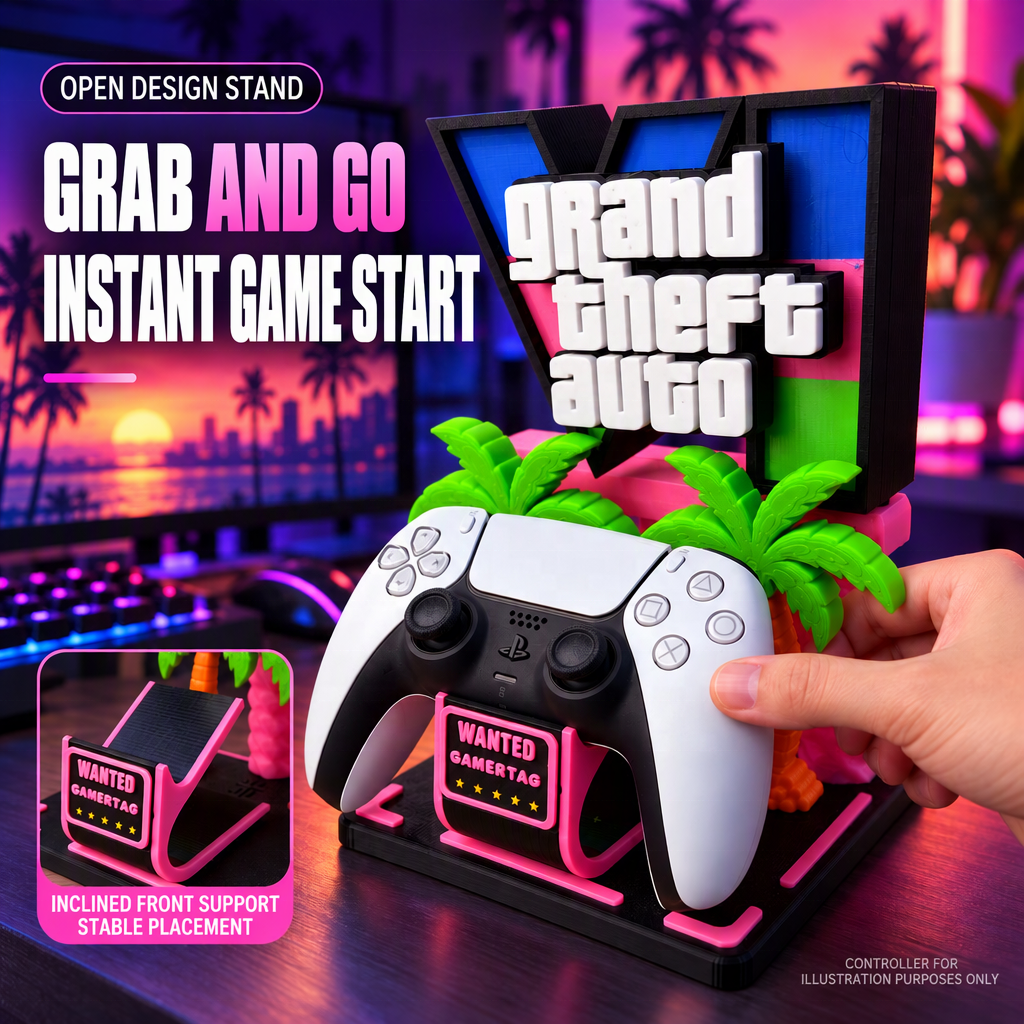 OPEN DESIGN STAND
GRAB AND GO
INSTANT GAME START
VI
grand
theft
auto
WANTED
GAMERTAG
WANTED
GAMERTAG
INCLINED FRONT SUPPORT
STABLE PLACEMENT
CONTROLLER FOR
ILLUSTRATION PURPOSES ONLY